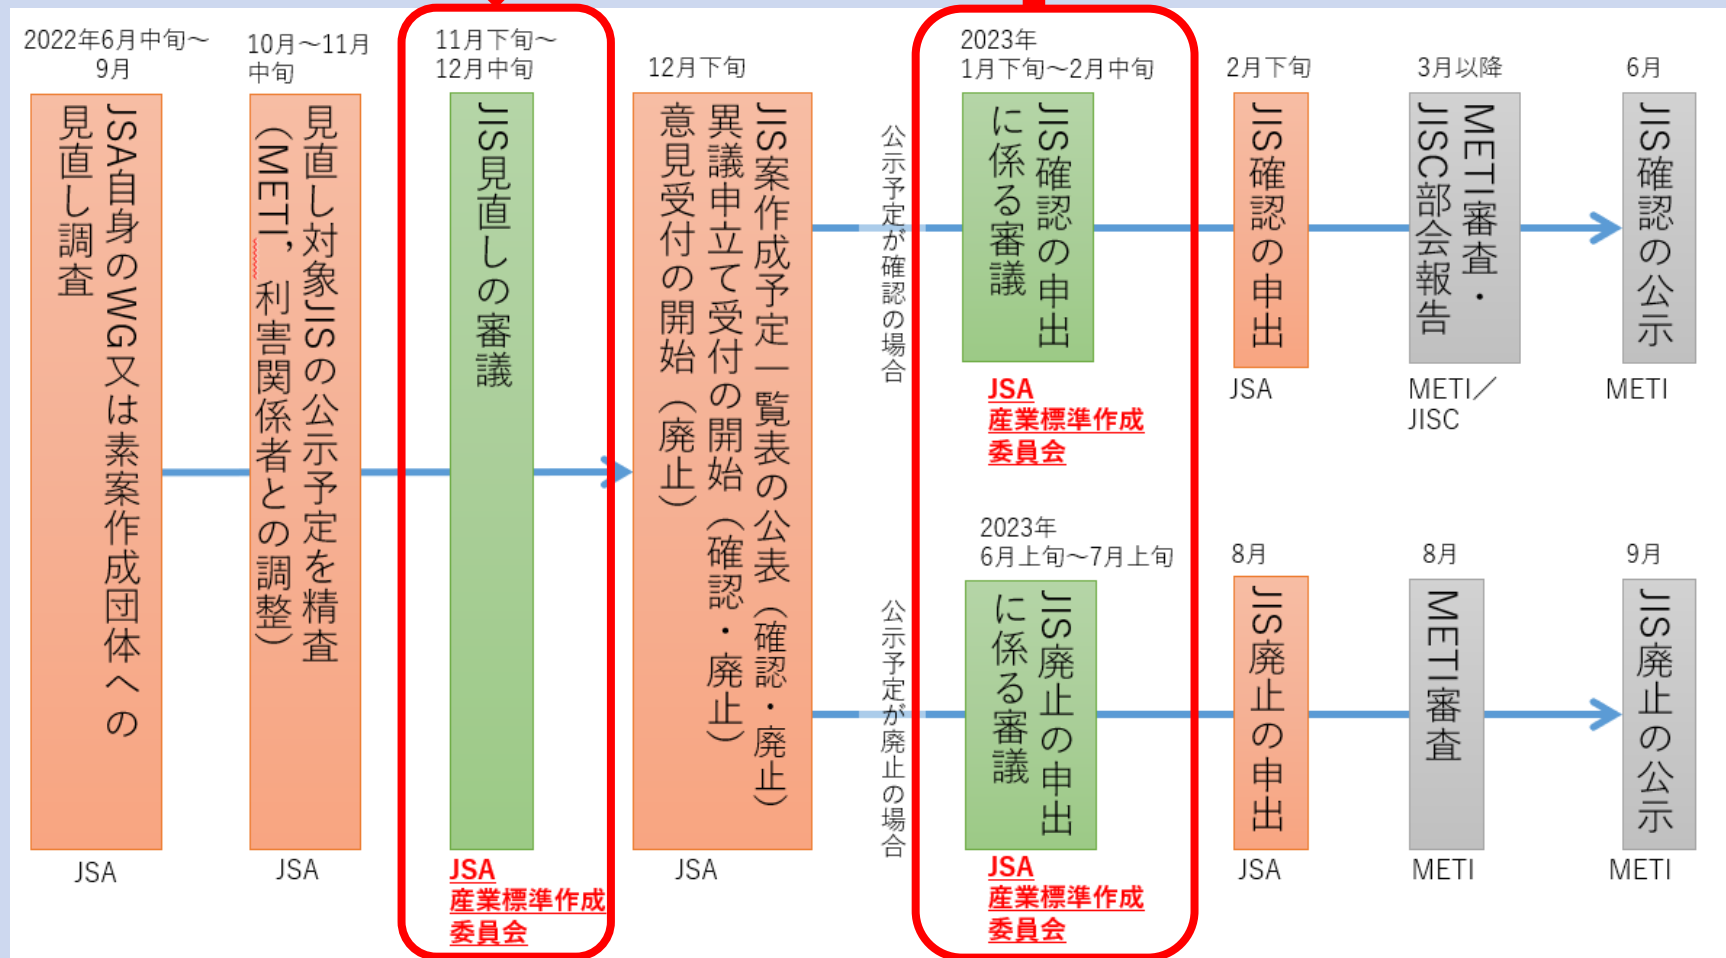 2022年6月中旬～
9月
JSA自身のWG又は素案作成団体への
見直し調査
JSA
10月～11月
中旬
見直し対象JISの公示予定を精査
（METI，利害関係者との調整）
JSA
11月下旬～
12月中旬
JIS見直しの審議
JSA
産業標準作成
委員会
12月下旬
JIS案作成予定一覧表の公表（確認・廃止）
異議申立て受付の開始（確認・廃止）
意見受付の開始（廃止）
JSA
公示予定が確認の場合
2023年
1月下旬～2月中旬
JIS確認の申出
に係る審議
JSA
産業標準作成
委員会
2月下旬
JIS確認の申出
JSA
3月以降
METI審査・
JISC部会報告
METI／
JISC
6月
JIS確認の公示
METI
公示予定が廃止の場合
2023年
6月上旬～7月上旬
JIS廃止の申出
に係る審議
JSA
産業標準作成
委員会
8月
JIS廃止の申出
JSA
8月
METI審査
METI
9月
JIS廃止の公示
METI